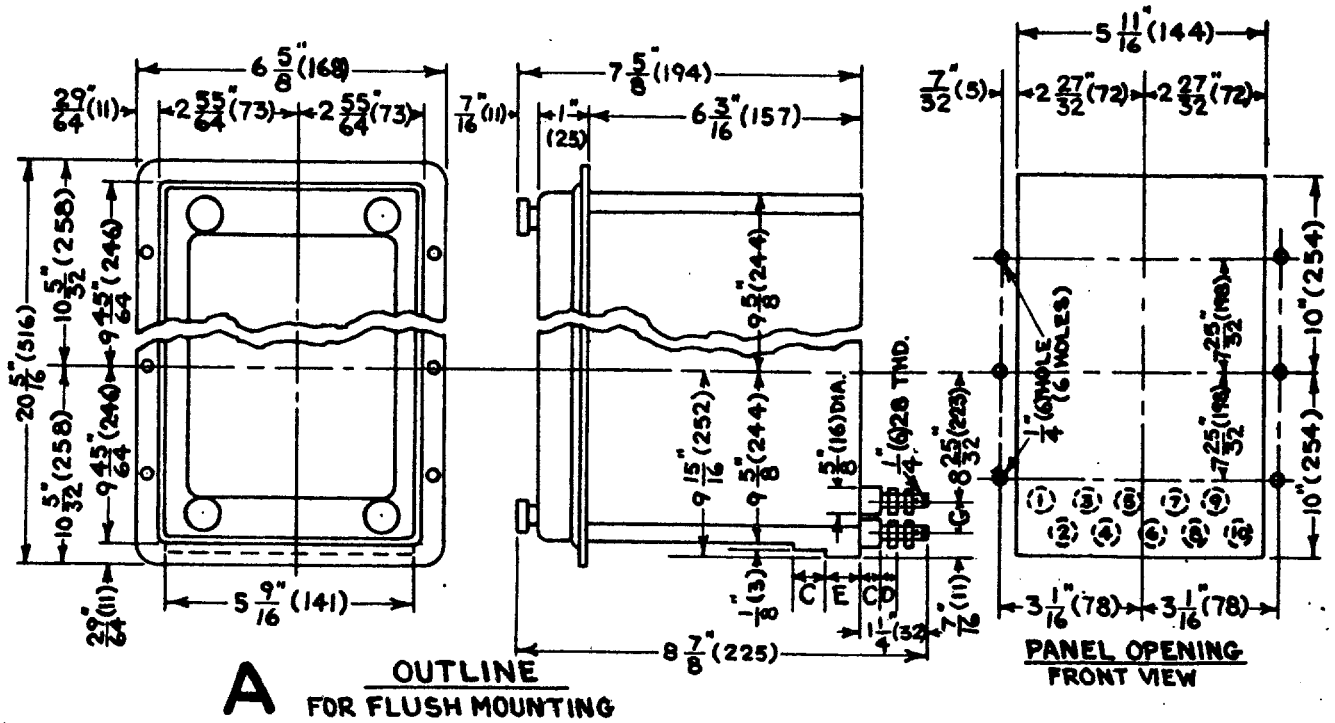 6 5/8" (168)
29/64" (11)
2 55/64" (73)
2 55/64" (73)
20 5/16" (516)
10 5/32" (258)
9 45/64" (246)
10 5/32" (258)
9 45/64" (246)
29/64" (11)
5 9/16" (141)
7 5/8" (194)
7/16" (11)
1" (25)
6 3/16" (157)
9 5/8" (244)
9 15/16" (252)
9 5/8" (244)
5/8" (16) DIA.
1/4" (6) 28 THD.
8 25/32" (223)
G
1/8" (3)
C E C D
1 1/4" (32)
7/16" (11)
8 7/8" (225)
5 11/16" (144)
7/32" (5)
2 27/32" (72)
2 27/32" (72)
10" (254)
7 25/32" (198)
1/4" (6) HOLE
(6 HOLES)
7 25/32" (198)
10" (254)
1 3 5 7 9
2 4 6 8 10
3 1/16" (78)
3 1/16" (78)
PANEL OPENING
FRONT VIEW
A OUTLINE
FOR FLUSH MOUNTING